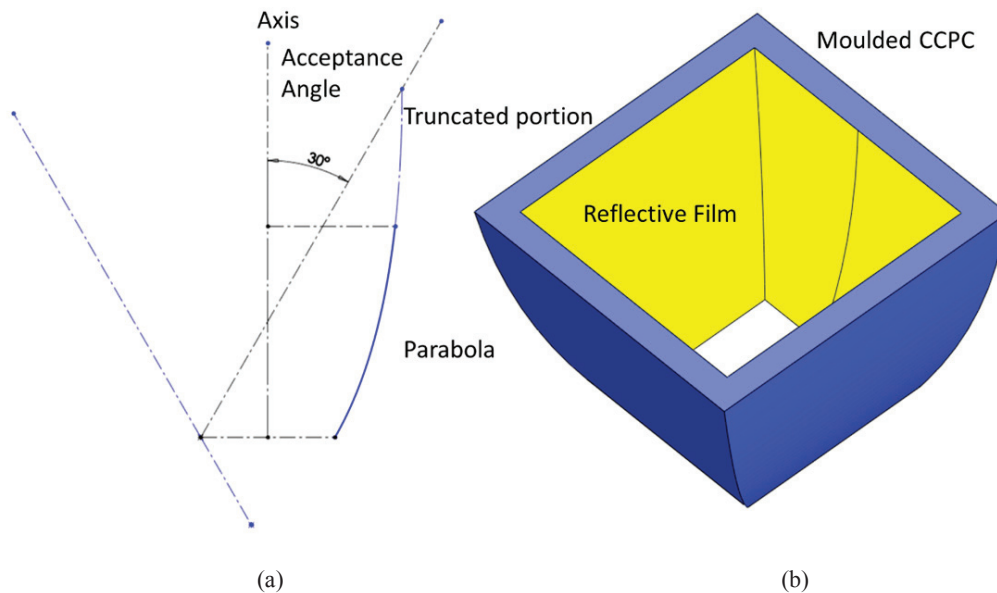 Axis
Acceptance
Angle
Truncated portion
30°
Parabola
Moulded CCPC
Reflective Film
(a)
(b)